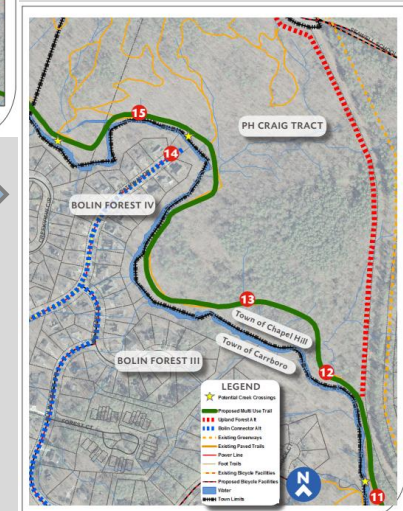 15
PH CRAIG TRACT
14
BOLIN FOREST IV
13
Town of Chapel Hill
Town of Carrboro
BOLIN FOREST III
12
LEGEND
Potential Creek Crossings
Proposed Multi Use Trail
Upland Forest Alt
Bolin Connector Alt
Existing Greenways
Existing Paved Trails
Power Line
Foot Trails
Existing Bicycle Facilities
Proposed Bicycle Facilities
Water
Town Limits
N
11